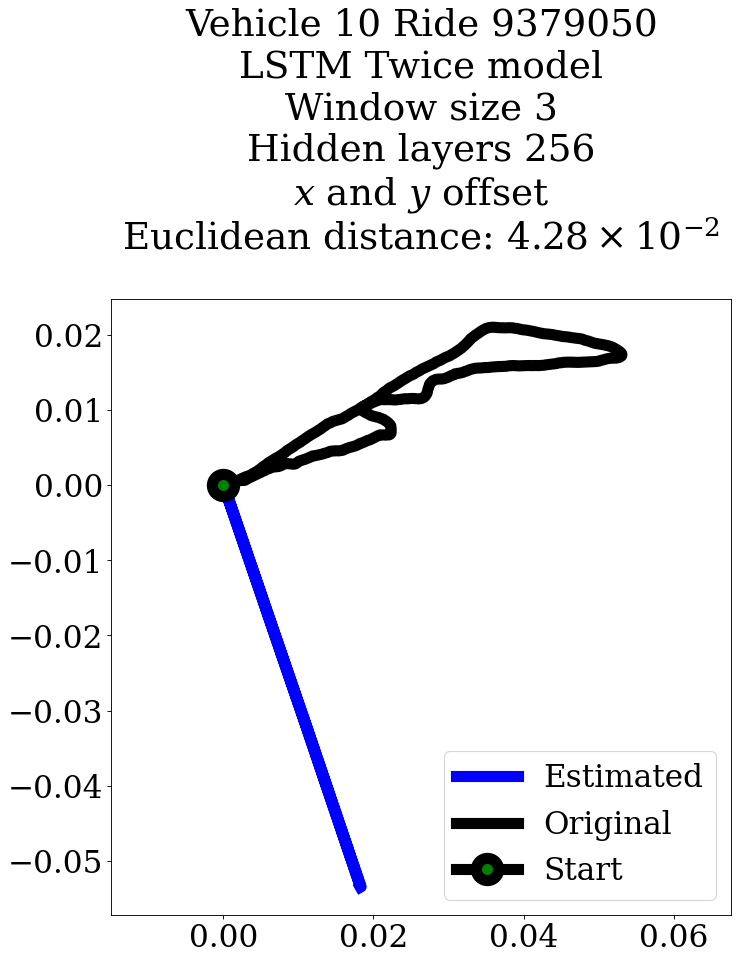 Vehicle 10 Ride 9379050
LSTM Twice model
Window size 3
Hidden layers 256
x and y offset
Euclidean distance: 4.28 × 10⁻²
0.02
0.01
0.00
−0.01
−0.02
−0.03
−0.04
−0.05
Estimated
Original
Start
0.00 0.02 0.04 0.06